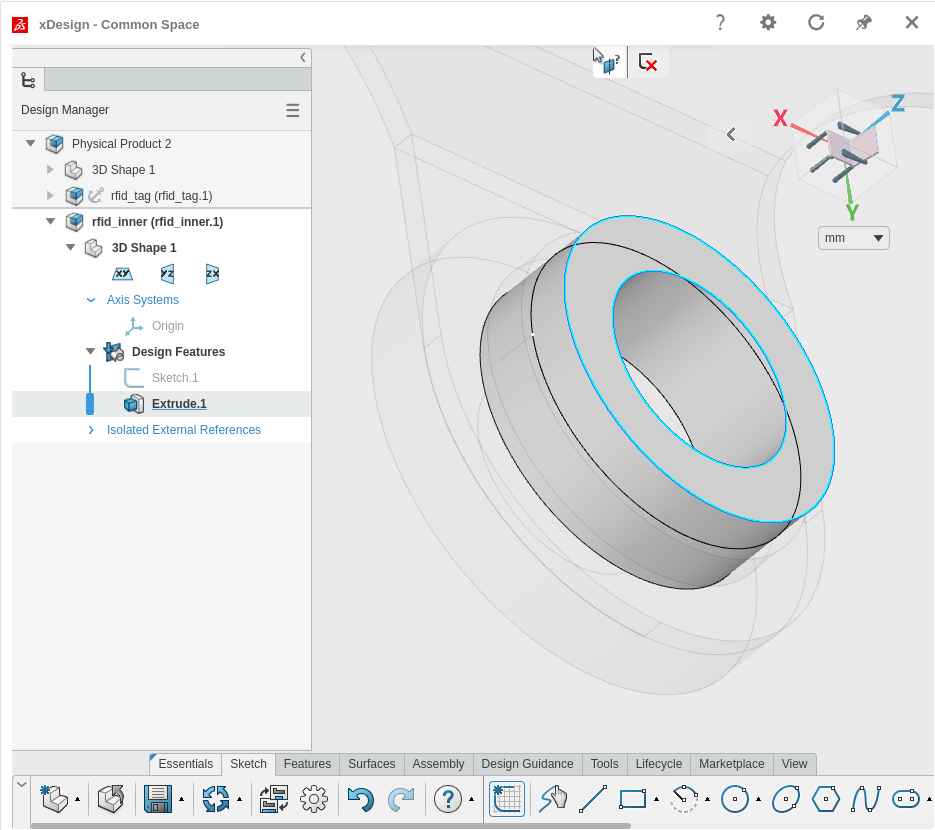 xDesign - Common Space
?
?
X
Z
Y
mm
Design Manager
Physical Product 2
3D Shape 1
rfid_tag (rfid_tag.1)
rfid_inner (rfid_inner.1)
3D Shape 1
XY YZ ZX
Axis Systems
Origin
Design Features
Sketch.1
Extrude.1
Isolated External References
Essentials Sketch Features Surfaces Assembly Design Guidance Tools Lifecycle Marketplace View
?